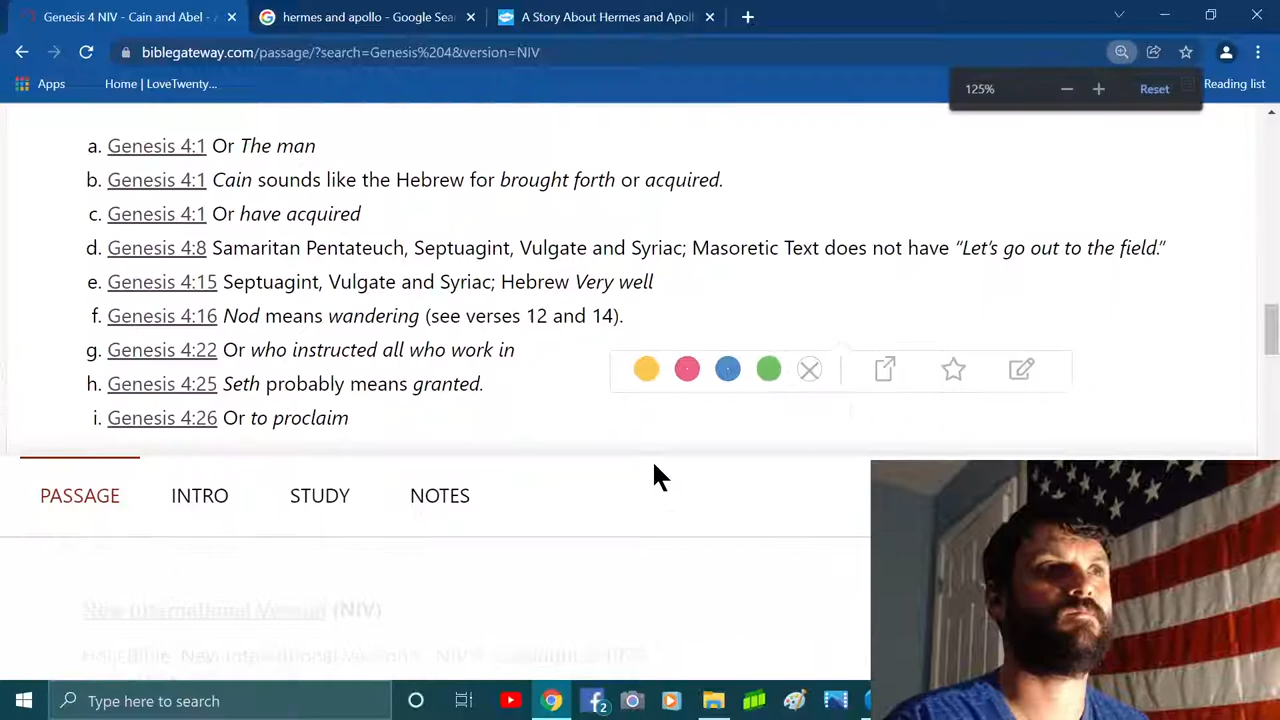 Genesis 4 NIV - Cain and Abel - A
hermes and apollo - Google Sea
A Story About Hermes and Apoll
biblegateway.com/passage/?search=Genesis%204&version=NIV
Apps Home | LoveTwenty... Reading list
125% Reset
a. Genesis 4:1 Or The man
b. Genesis 4:1 Cain sounds like the Hebrew for brought forth or acquired.
c. Genesis 4:1 Or have acquired
d. Genesis 4:8 Samaritan Pentateuch, Septuagint, Vulgate and Syriac; Masoretic Text does not have “Let’s go out to the field.”
e. Genesis 4:15 Septuagint, Vulgate and Syriac; Hebrew Very well
f. Genesis 4:16 Nod means wandering (see verses 12 and 14).
g. Genesis 4:22 Or who instructed all who work in
h. Genesis 4:25 Seth probably means granted.
i. Genesis 4:26 Or to proclaim
PASSAGE INTRO STUDY NOTES
New International Version (NIV)
Type here to search
2